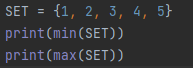 SET = {1, 2, 3, 4, 5}
print(min(SET))
print(max(SET))